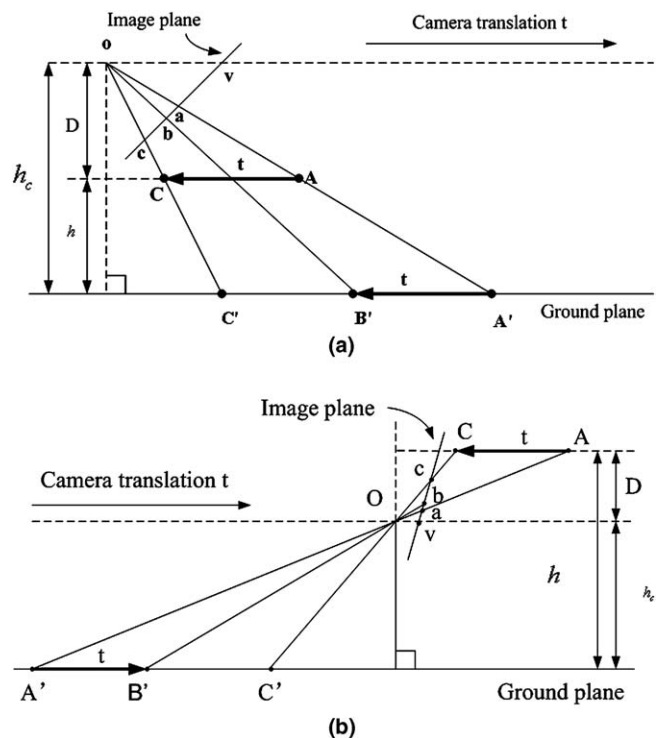 Image plane
Camera translation t
o
v
a
D
b
c
t
h_c
C
A
h
t
C'
B'
A'
Ground plane
(a)
Image plane
C
t
A
c
Camera translation t
D
O
b
a
v
h
h_c
t
A'
B'
C'
Ground plane
(b)